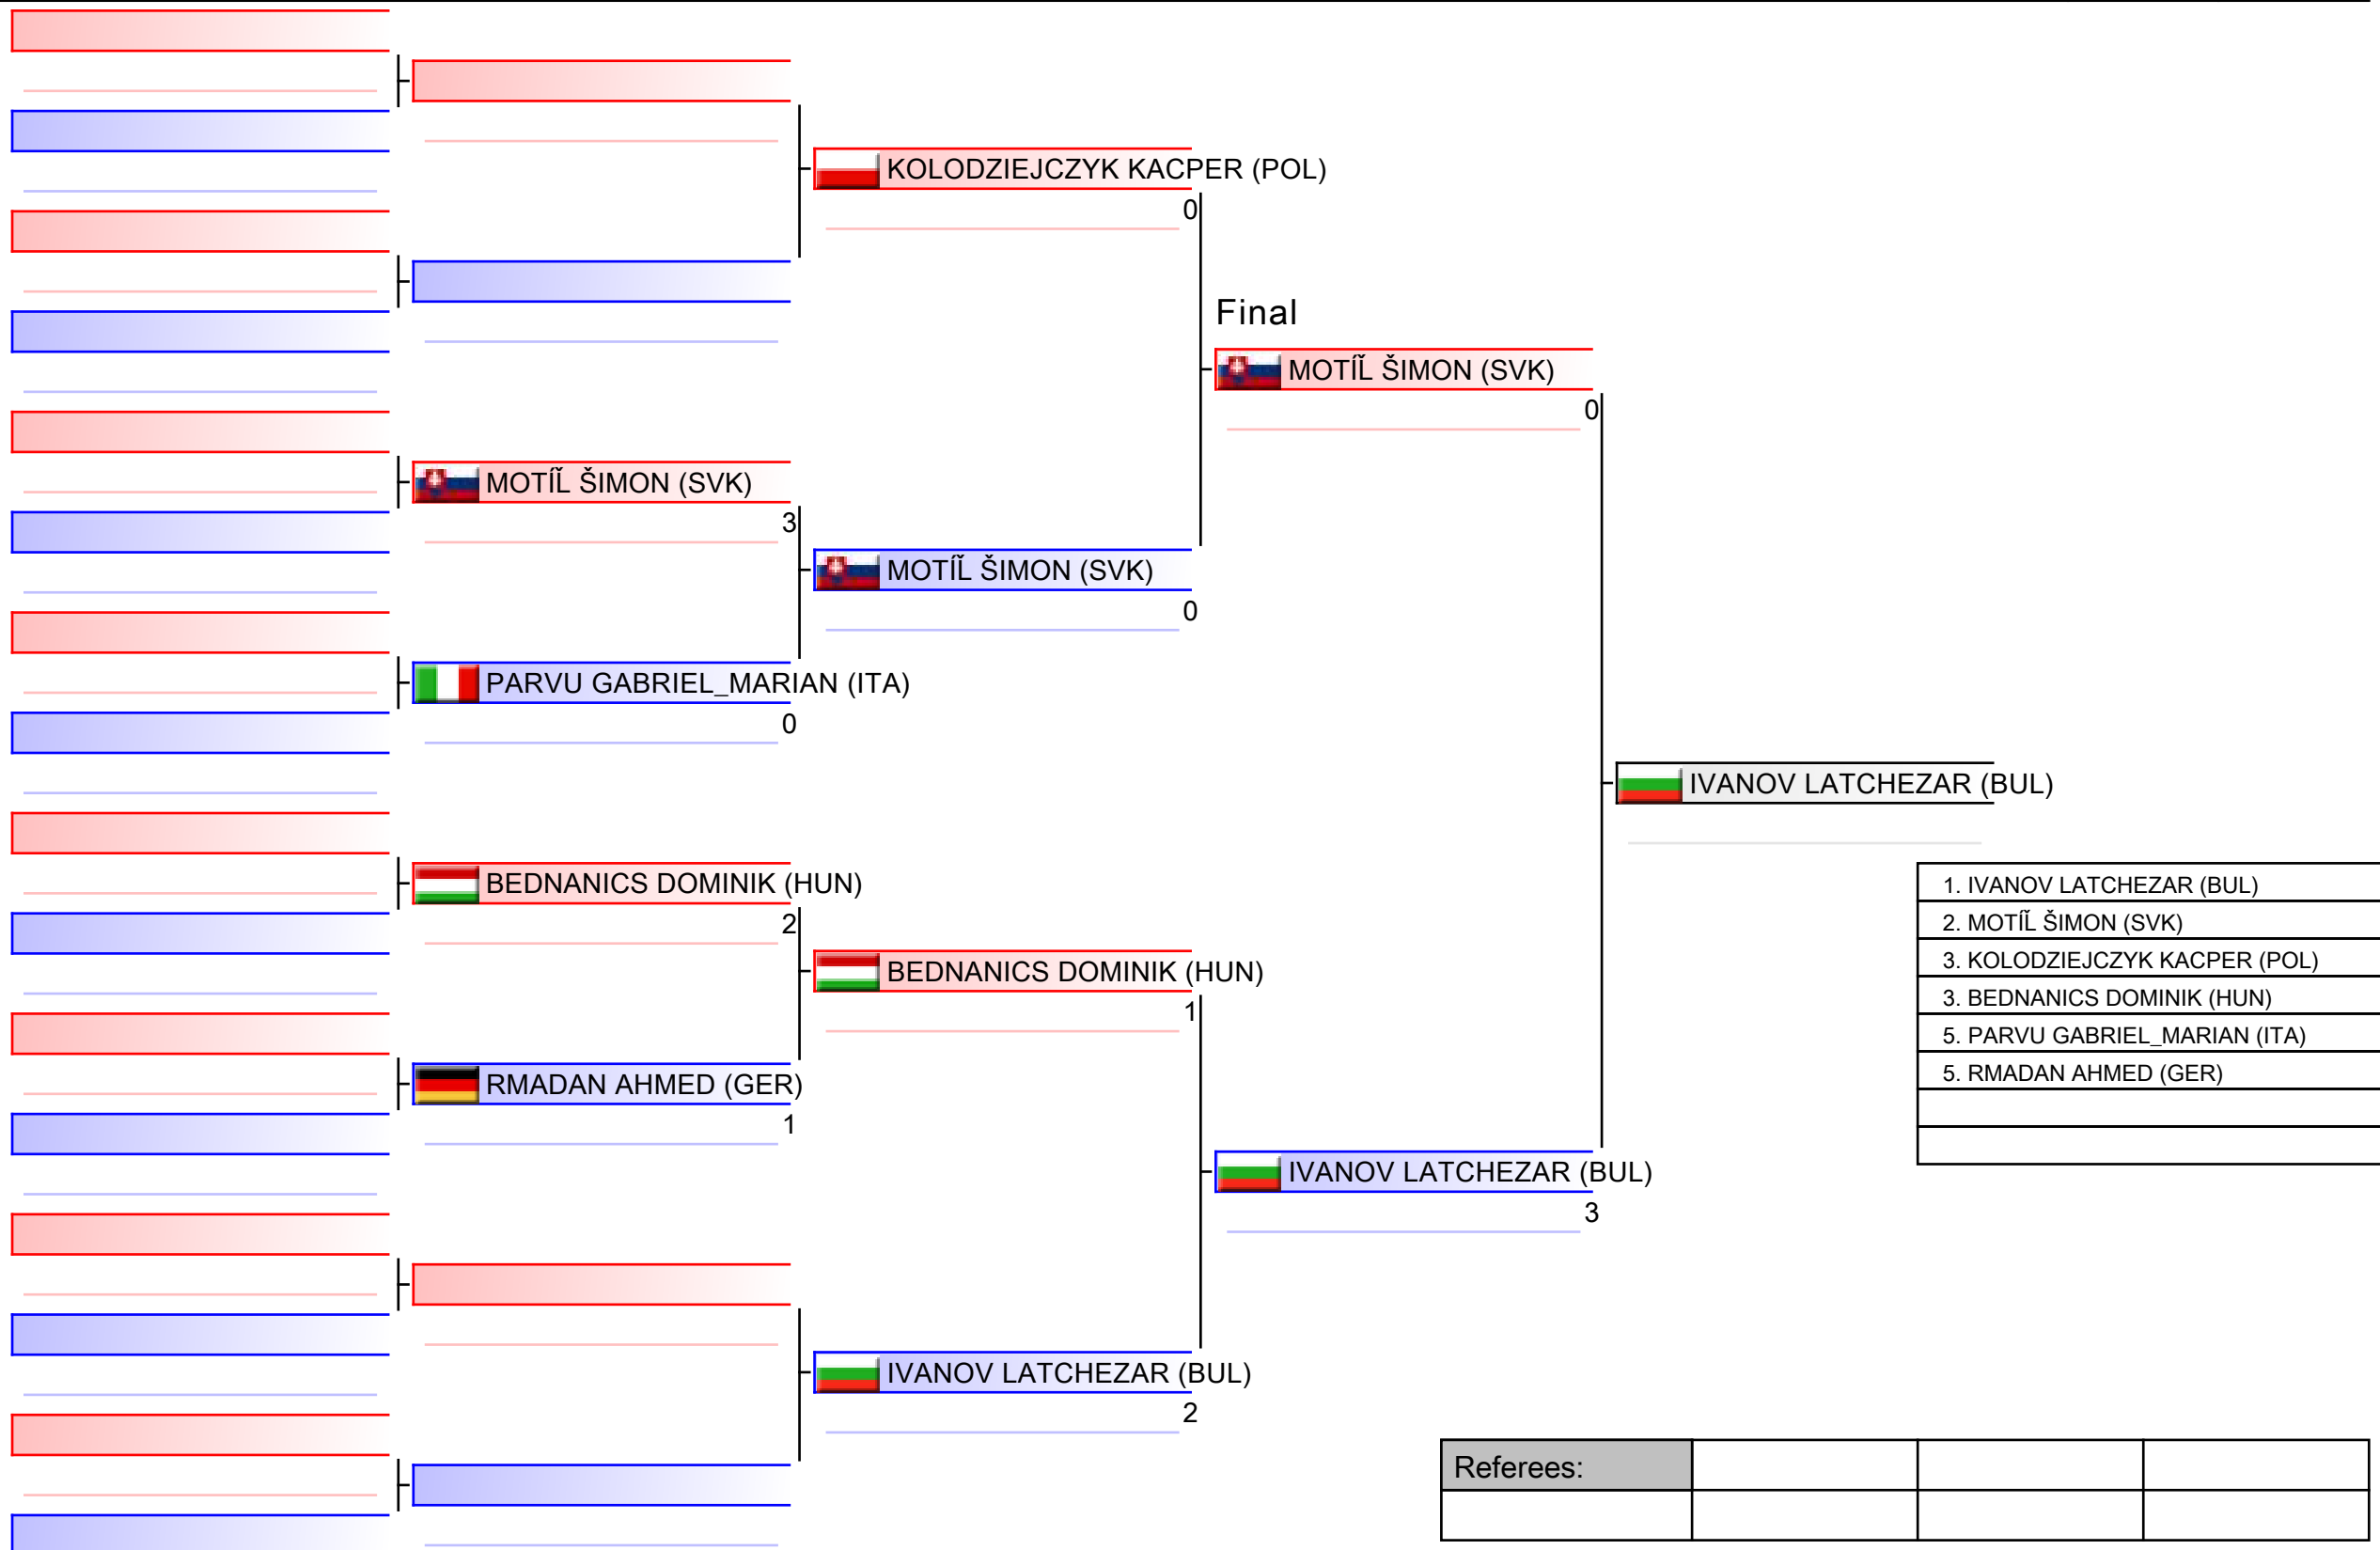 KOLODZIEJCZYK KACPER (POL)
0
Final
MOTÍĽ ŠIMON (SVK)
0
MOTÍĽ ŠIMON (SVK)
3
MOTÍĽ ŠIMON (SVK)
0
PARVU GABRIEL_MARIAN (ITA)
0
IVANOV LATCHEZAR (BUL)
BEDNANICS DOMINIK (HUN)
2
BEDNANICS DOMINIK (HUN)
1
RMADAN AHMED (GER)
1
IVANOV LATCHEZAR (BUL)
3
IVANOV LATCHEZAR (BUL)
2
1. IVANOV LATCHEZAR (BUL)
2. MOTÍĽ ŠIMON (SVK)
3. KOLODZIEJCZYK KACPER (POL)
3. BEDNANICS DOMINIK (HUN)
5. PARVU GABRIEL_MARIAN (ITA)
5. RMADAN AHMED (GER)
Referees: